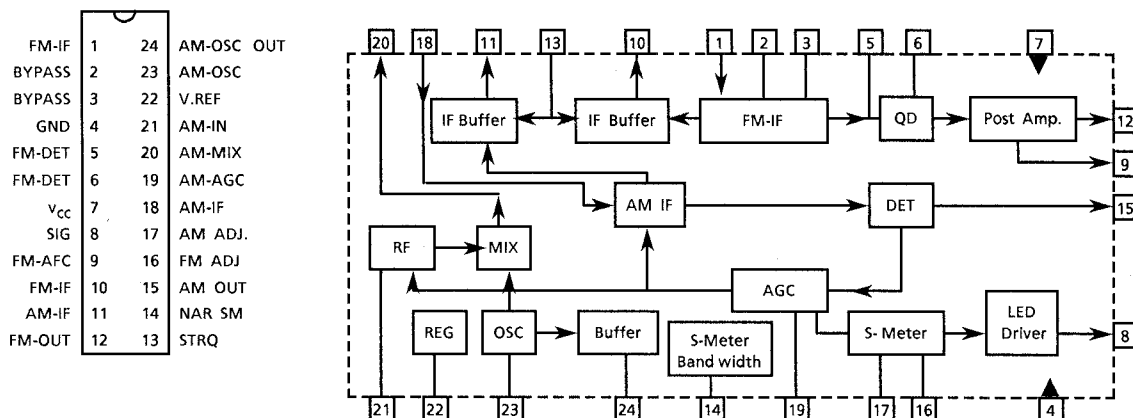 FM-IF 1 24 AM-OSC OUT
BYPASS 2 23 AM-OSC
BYPASS 3 22 V.REF
GND 4 21 AM-IN
FM-DET 5 20 AM-MIX
FM-DET 6 19 AM-AGC
VCC 7 18 AM-IF
SIG 8 17 AM ADJ.
FM-AFC 9 16 FM ADJ
FM-IF 10 15 AM OUT
AM-IF 11 14 NAR SM
FM-OUT 12 13 STRQ
20 18 11 13 10 1 2 3 5 6 7
IF Buffer IF Buffer FM-IF QD Post Amp. 12
9
AM IF DET 15
RF MIX
AGC
REG OSC Buffer S-Meter
Band width
S-Meter LED
Driver 8
21 22 23 24 14 19 17 16 4